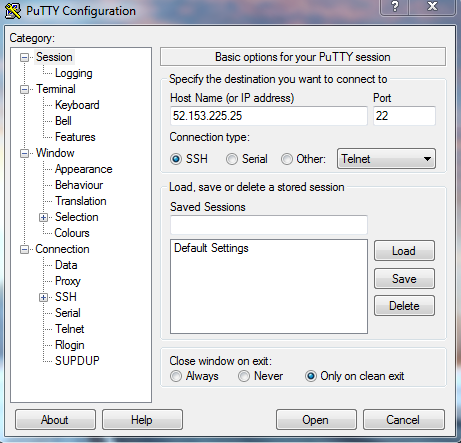 PuTTY Configuration
Category:
Session
Logging
Terminal
Keyboard
Bell
Features
Window
Appearance
Behaviour
Translation
Selection
Colours
Connection
Data
Proxy
SSH
Serial
Telnet
Rlogin
SUPDUP
Basic options for your PuTTY session
Specify the destination you want to connect to
Host Name (or IP address) Port
52.153.225.25 22
Connection type:
SSH Serial Other: Telnet
Load, save or delete a stored session
Saved Sessions
Default Settings
Load
Save
Delete
Close window on exit:
Always Never Only on clean exit
About Help Open Cancel